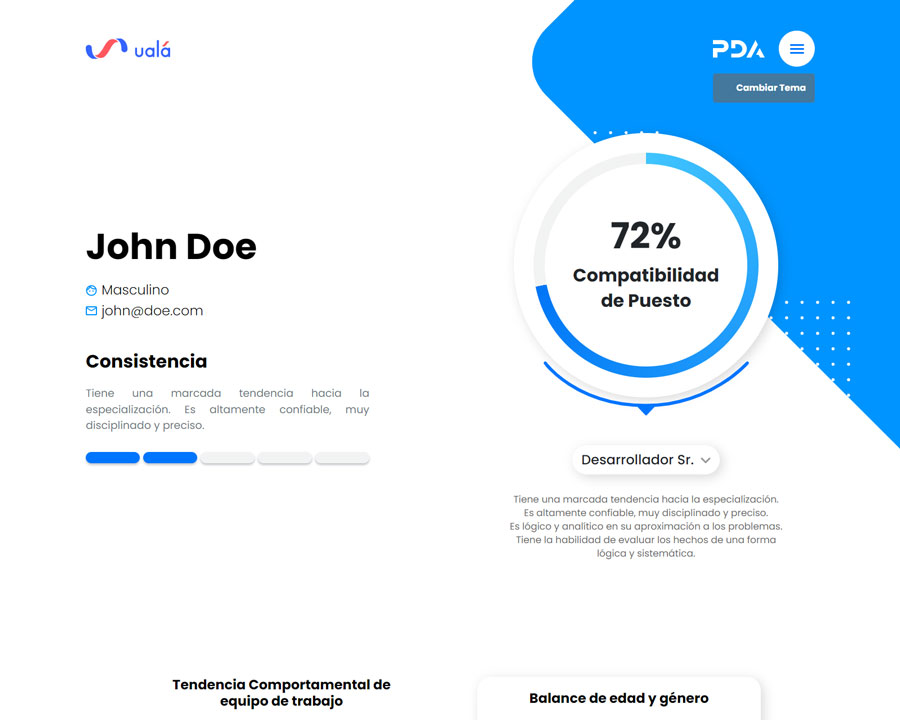 ualá
PDA
Cambiar Tema
John Doe
Masculino
john@doe.com
Consistencia
Tiene una marcada tendencia hacia la
especialización. Es altamente confiable, muy
disciplinado y preciso.
72%
Compatibilidad
de Puesto
Desarrollador Sr.
Tiene una marcada tendencia hacia la especialización.
Es altamente confiable, muy disciplinado y preciso.
Es lógico y analítico en su aproximación a los problemas.
Tiene la habilidad de evaluar los hechos de una forma
lógica y sistemática.
Tendencia Comportamental de
equipo de trabajo
Balance de edad y género